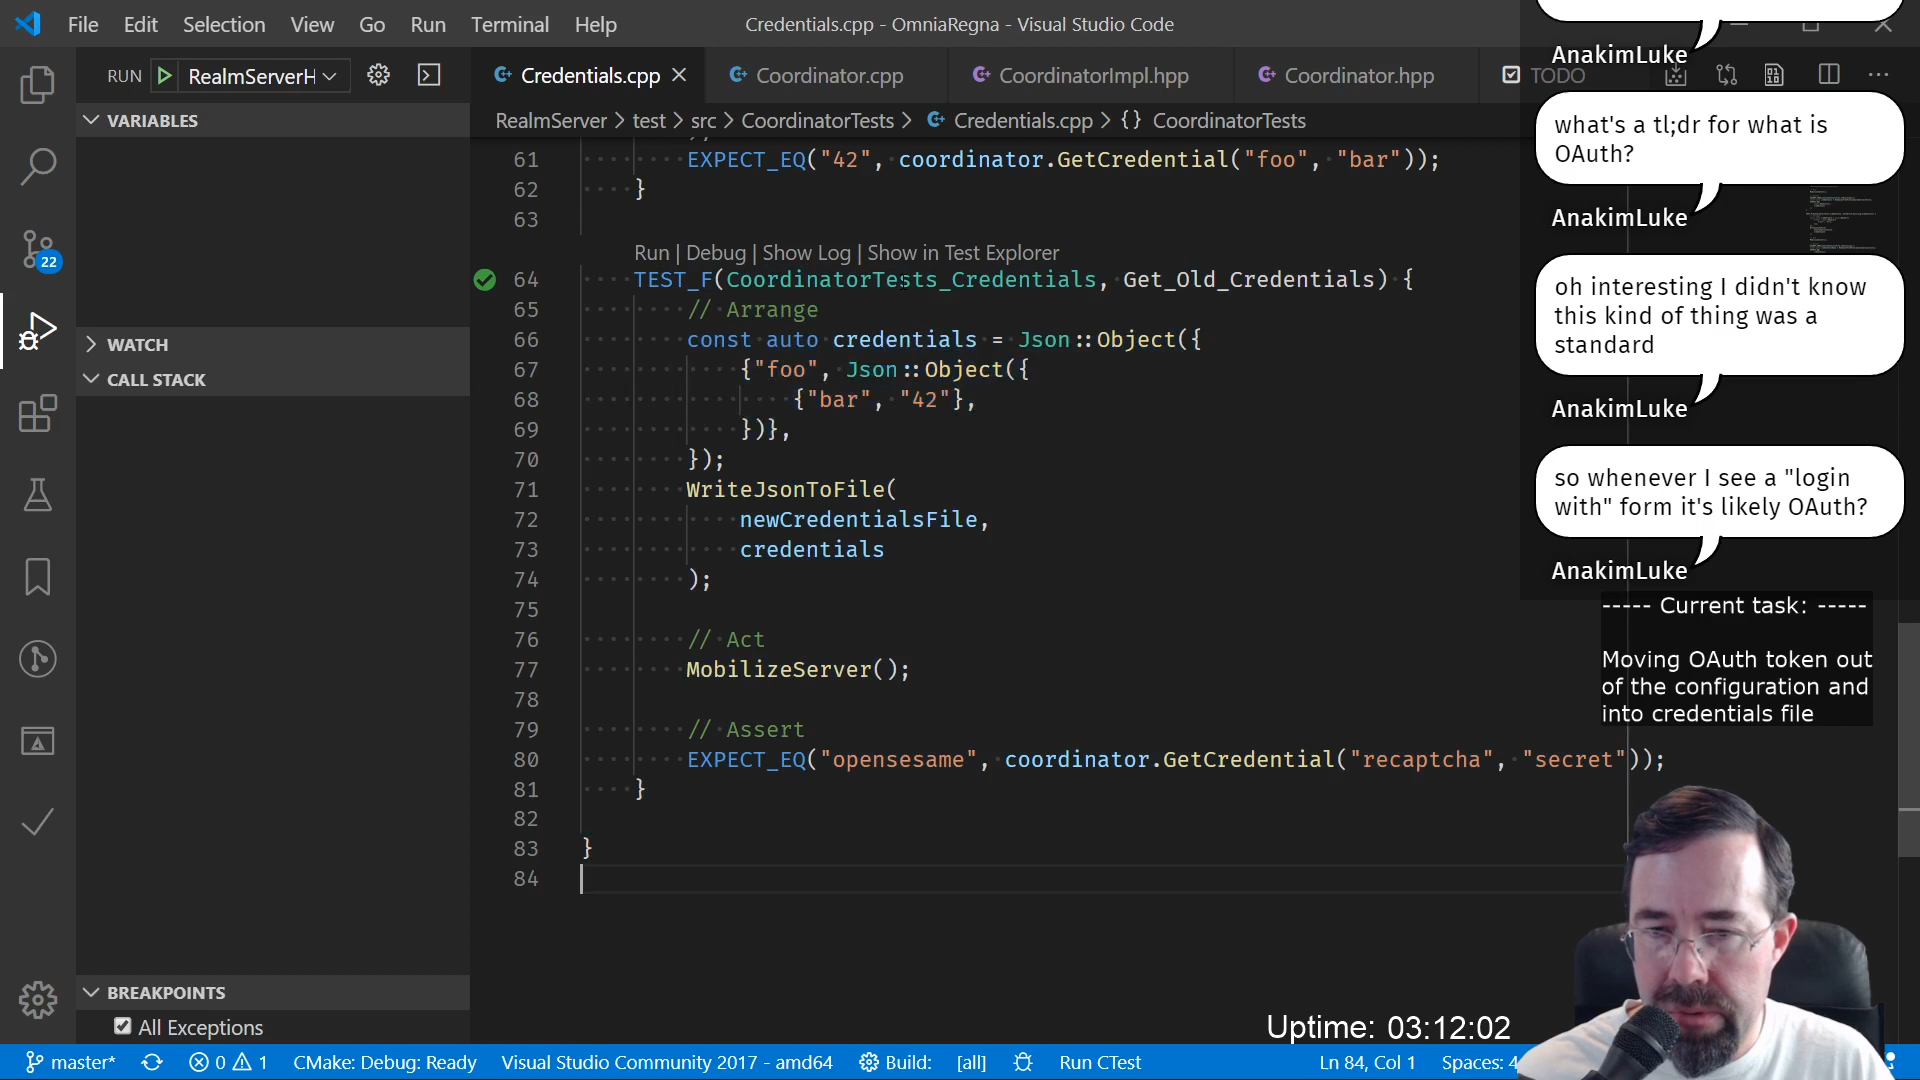 File Edit Selection View Go Run Terminal Help
Credentials.cpp - OmniaRegna - Visual Studio Code
RUN RealmServerH
Credentials.cpp
Coordinator.cpp
CoordinatorImpl.hpp
Coordinator.hpp
TODO
RealmServer > test > src > CoordinatorTests > Credentials.cpp > {} CoordinatorTests
VARIABLES
WATCH
CALL STACK
BREAKPOINTS
All Exceptions
22
61 EXPECT_EQ("42", coordinator.GetCredential("foo", "bar"));
62 }
63
Run | Debug | Show Log | Show in Test Explorer
64 TEST_F(CoordinatorTests_Credentials, Get_Old_Credentials) {
65 // Arrange
66 const auto credentials = Json::Object({
67 {"foo", Json::Object({
68 {"bar", "42"},
69 })},
70 });
71 WriteJsonToFile(
72 newCredentialsFile,
73 credentials
74 );
75
76 // Act
77 MobilizeServer();
78
79 // Assert
80 EXPECT_EQ("opensesame", coordinator.GetCredential("recaptcha", "secret"));
81 }
82
83 }
84
AnakimLuke
what's a tl;dr for what is
OAuth?
AnakimLuke
oh interesting I didn't know
this kind of thing was a
standard
AnakimLuke
so whenever I see a "login
with" form it's likely OAuth?
AnakimLuke
----- Current task: -----
Moving OAuth token out
of the configuration and
into credentials file
Uptime: 03:12:02
master* 0 1 CMake: Debug: Ready Visual Studio Community 2017 - amd64 Build: [all] Run CTest Ln 84, Col 1 Spaces: 4